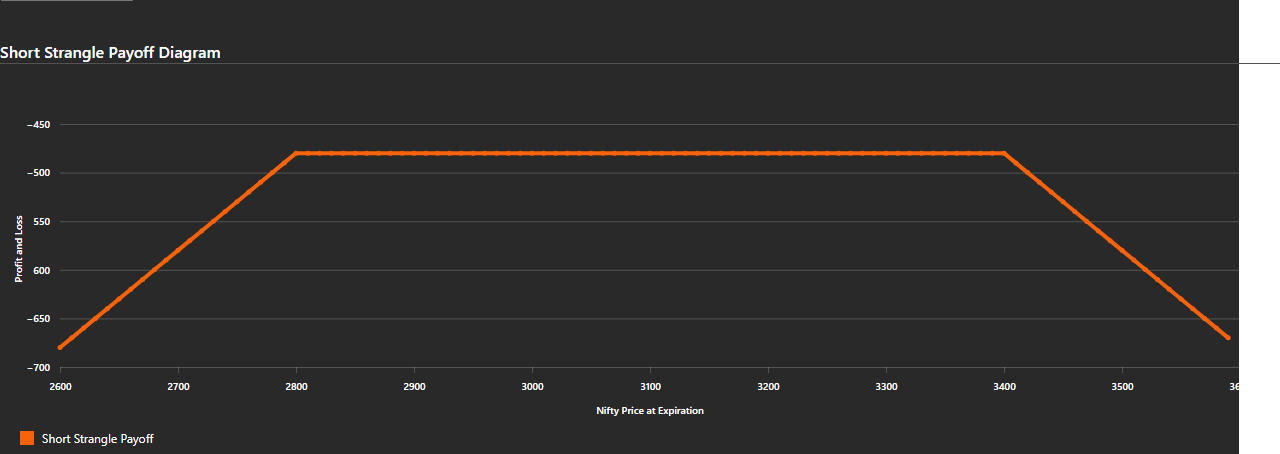 Short Strangle Payoff Diagram
−450
−500
550
600
−650
−700
Profit and Loss
2600 2700 2800 2900 3000 3100 3200 3300 3400 3500 36
Nifty Price at Expiration
Short Strangle Payoff